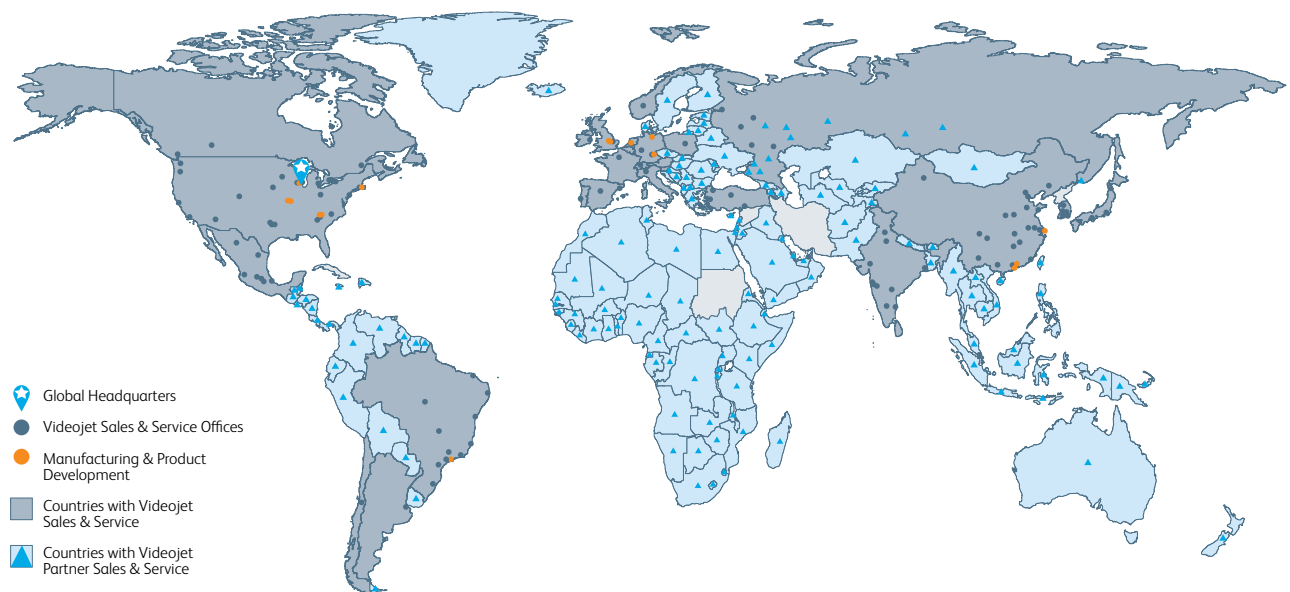 Global Headquarters
Videojet Sales & Service Offices
Manufacturing & Product
Development
Countries with Videojet
Sales & Service
Countries with Videojet
Partner Sales & Service